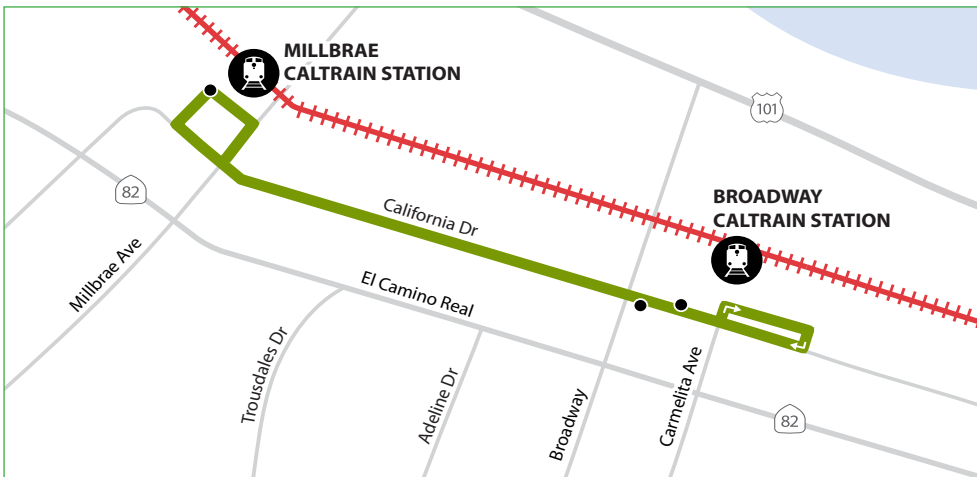 MILLBRAE
CALTRAIN STATION
101
82
BROADWAY
CALTRAIN STATION
California Dr
Millbrae Ave
El Camino Real
Trousdales Dr
Adeline Dr
Broadway
Carmelita Ave
82